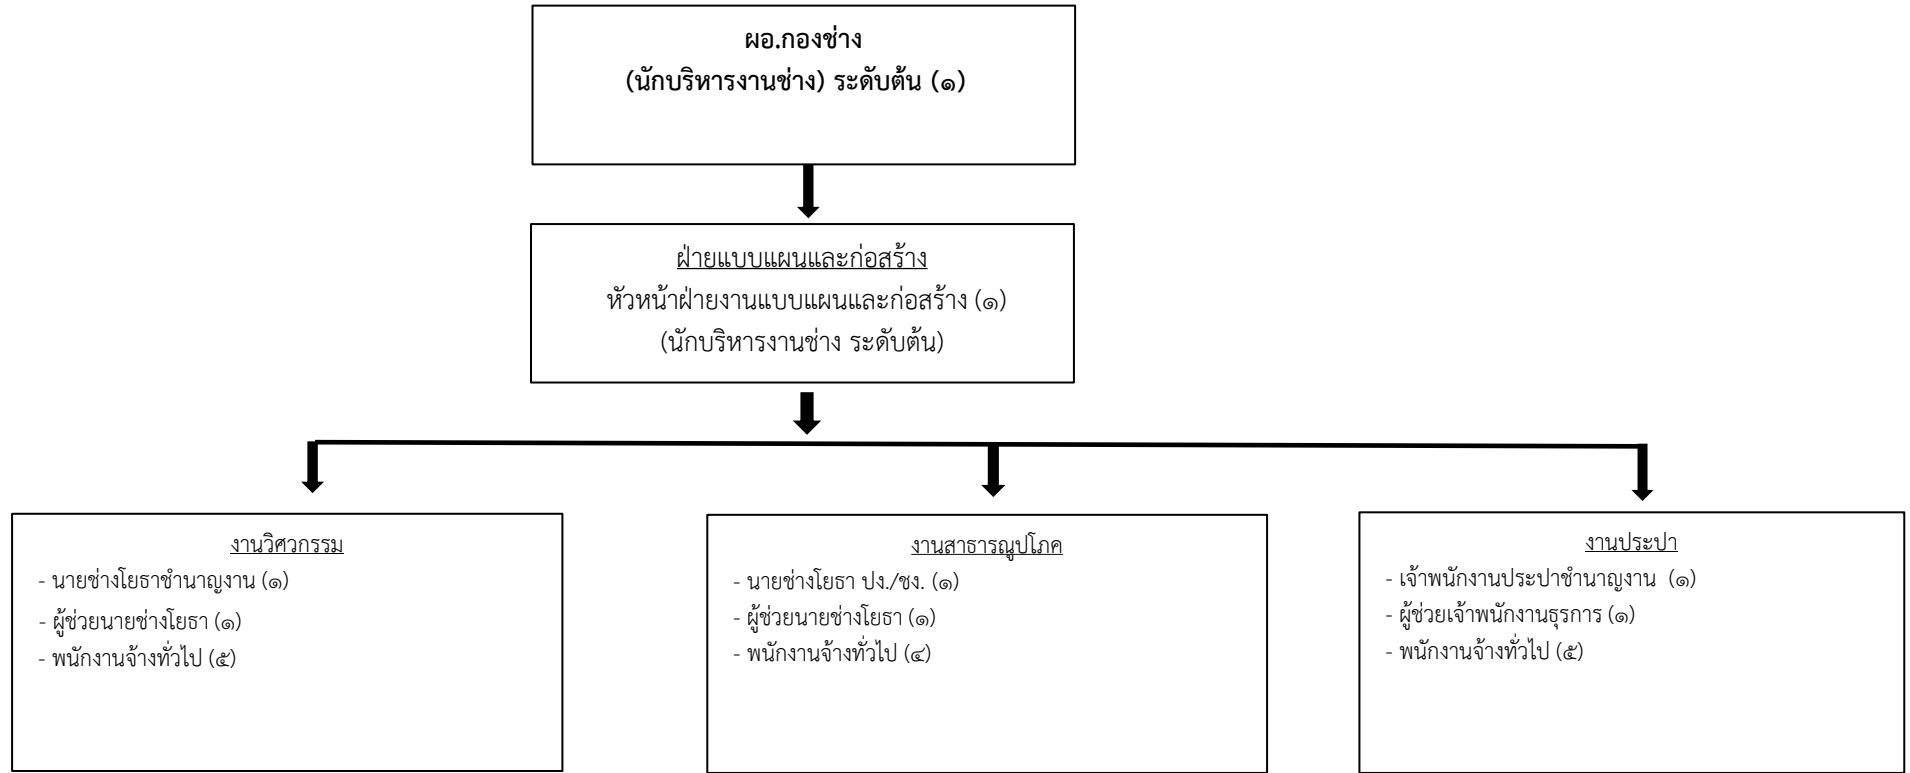 ผอ.กองช่าง
(นักบริหารงานช่าง) ระดับต้น (๑)
ฝ่ายแบบแผนและก่อสร้าง
หัวหน้าฝ่ายงานแบบแผนและก่อสร้าง (๑)
(นักบริหารงานช่าง ระดับต้น)
งานวิศวกรรม
- นายช่างโยธาชำนาญงาน (๑)
- ผู้ช่วยนายช่างโยธา (๑)
- พนักงานจ้างทั่วไป (๕)
งานสาธารณูปโภค
- นายช่างโยธา ปง./ชง. (๑)
- ผู้ช่วยนายช่างโยธา (๑)
- พนักงานจ้างทั่วไป (๔)
งานประปา
- เจ้าพนักงานประปาชำนาญงาน  (๑)
- ผู้ช่วยเจ้าพนักงานธุรการ (๑)
- พนักงานจ้างทั่วไป (๕)